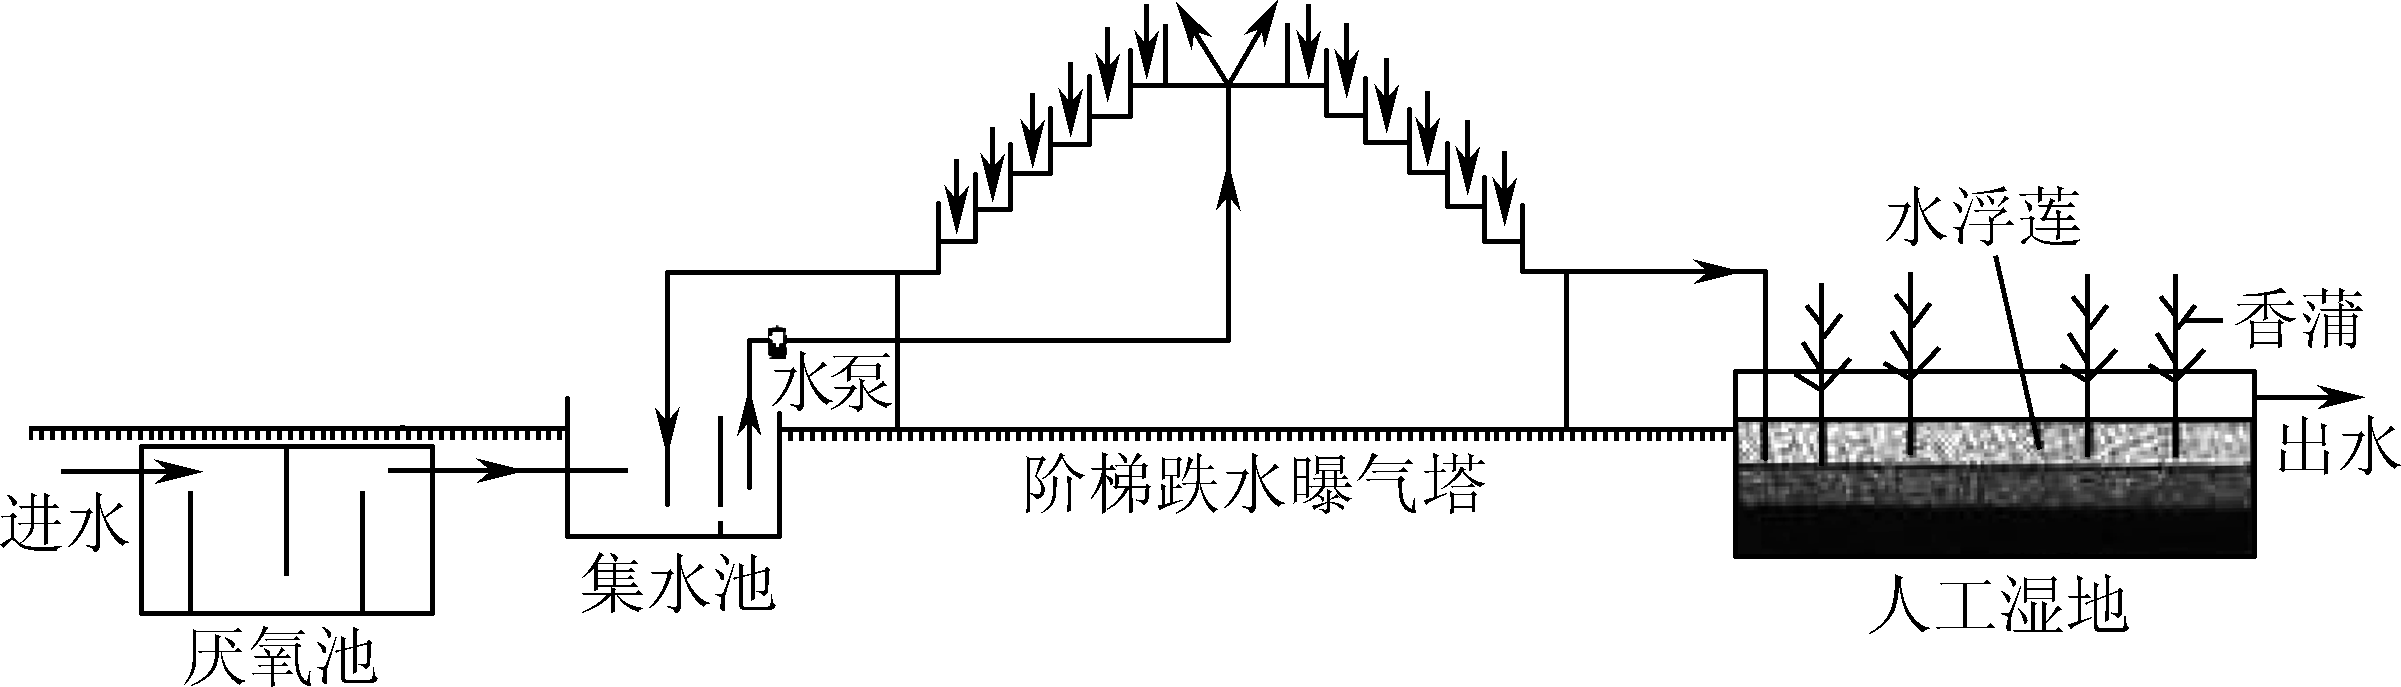 水浮莲
香蒲
水泵
出水
进水
阶梯跌水曝气塔
集水池
人工湿地
厌氧池